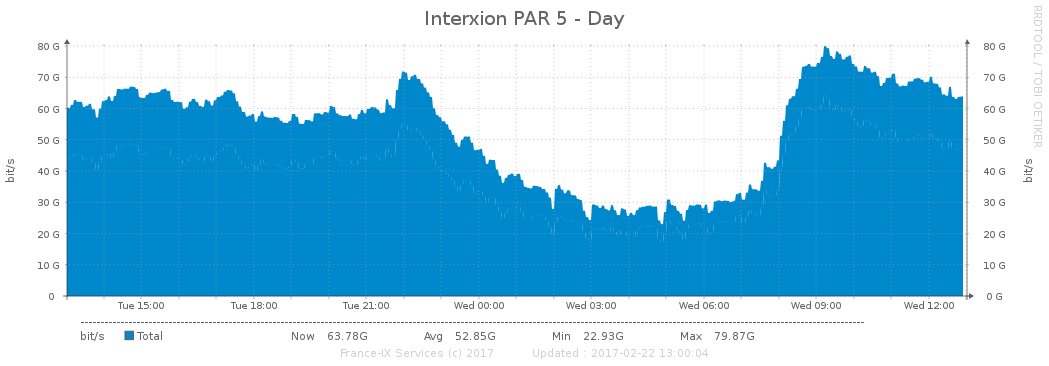 Interxion PAR 5 - Day
RRDTOOL / TOBI OETIKER
bit/s
80 G 80 G
70 G 70 G
60 G 60 G
50 G 50 G
40 G 40 G
30 G 30 G
20 G 20 G
10 G 10 G
0 0 G
bit/s
Tue 15:00 Tue 18:00 Tue 21:00 Wed 00:00 Wed 03:00 Wed 06:00 Wed 09:00 Wed 12:00
bit/s Total Now 63.78G Avg 52.85G Min 22.93G Max 79.87G
France-IX Services (c) 2017 Updated : 2017-02-22 13:00:04